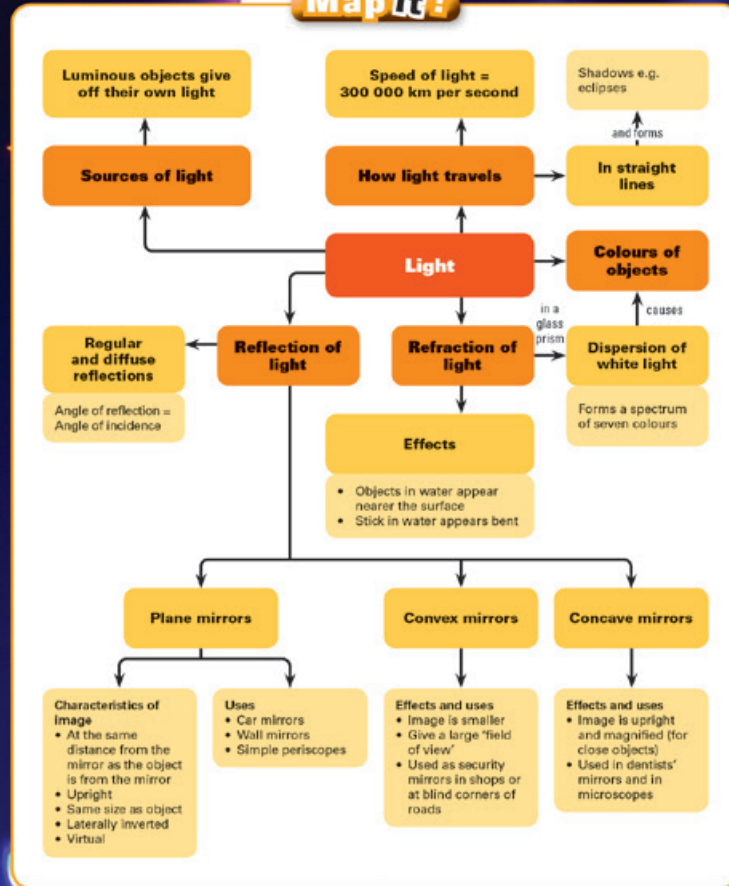 Map it!
Luminous objects give
off their own light
Speed of light =
300 000 km per second
Shadows e.g.
eclipses
and forms
Sources of light
How light travels
In straight
lines
Light
Colours of
objects
in a
glass
prism
causes
Regular
and diffuse
reflections
Reflection of
light
Refraction of
light
Dispersion of
white light
Angle of reflection =
Angle of incidence
Forms a spectrum
of seven colours
Effects
• Objects in water appear
nearer the surface
• Stick in water appears bent
Plane mirrors
Convex mirrors
Concave mirrors
Characteristics of
image
• At the same
distance from the
mirror as the object
is from the mirror
• Upright
• Same size as object
• Laterally inverted
• Virtual
Uses
• Car mirrors
• Wall mirrors
• Simple periscopes
Effects and uses
• Image is smaller
• Give a large 'field
of view'
• Used as security
mirrors in shops or
at blind corners of
roads
Effects and uses
• Image is upright
and magnified (for
close objects)
• Used in dentists'
mirrors and in
microscopes